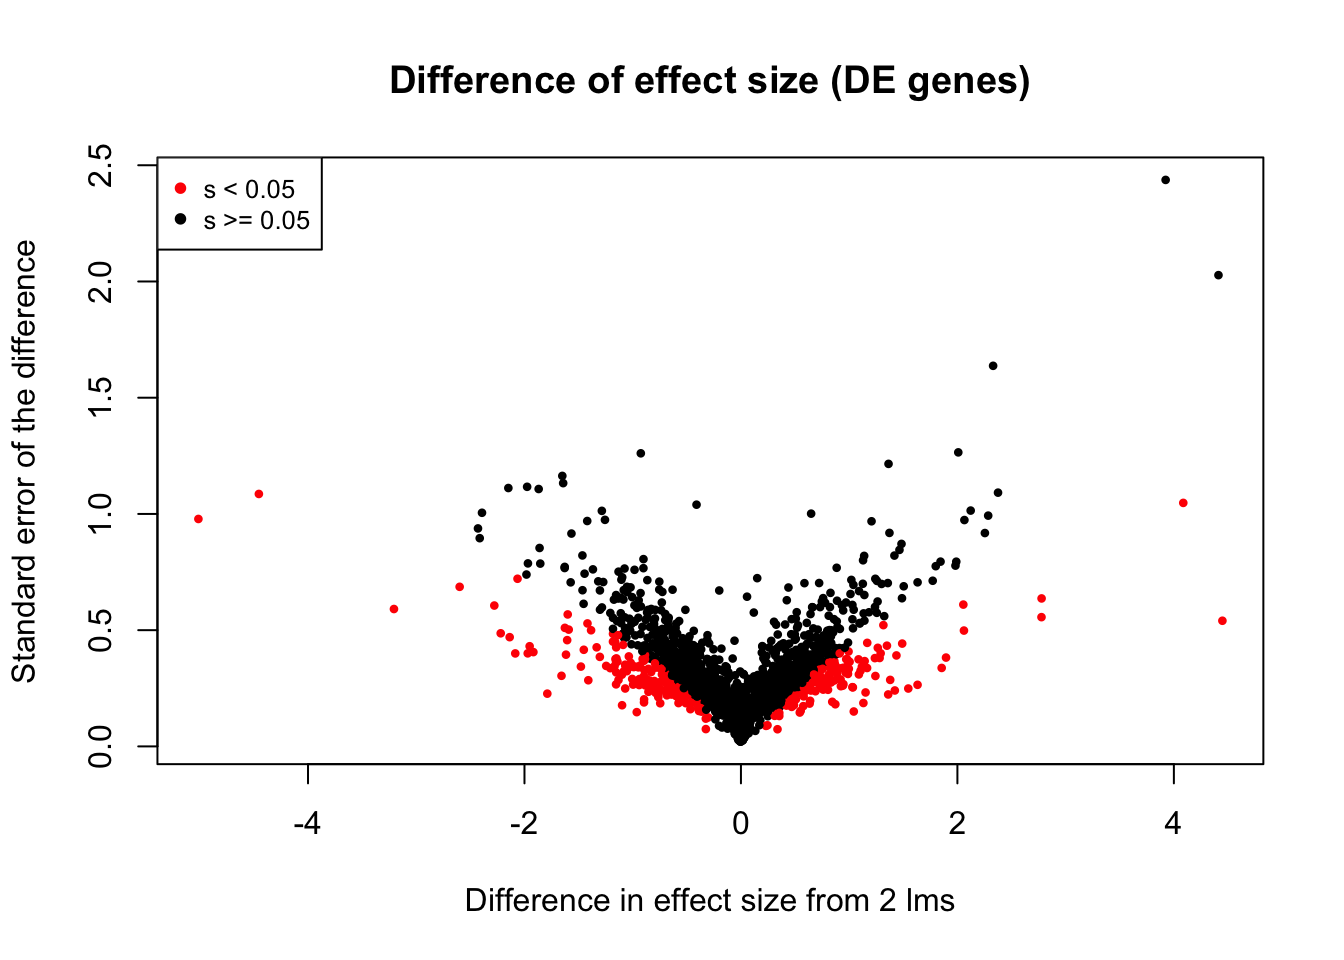 Difference of effect size (DE genes)
s < 0.05
s >= 0.05
Standard error of the difference
2.5
2.0
1.5
1.0
0.5
0.0
-4 -2 0 2 4
Difference in effect size from 2 lms